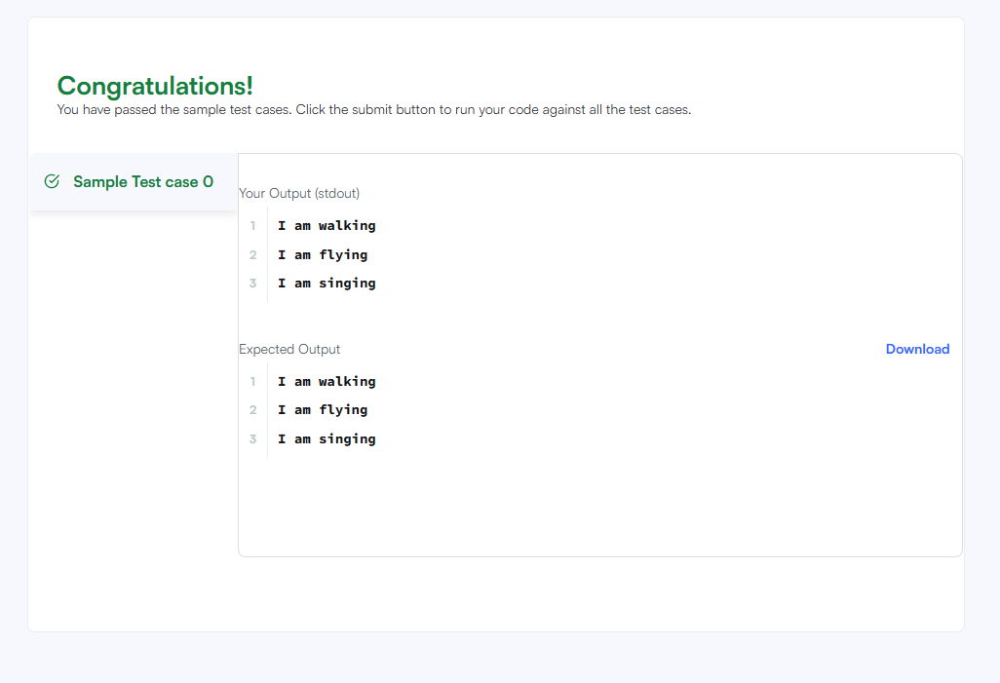 Congratulations!
You have passed the sample test cases. Click the submit button to run your code against all the test cases.
Sample Test case 0
Your Output (stdout)
1 I am walking
2 I am flying
3 I am singing
Expected Output Download
1 I am walking
2 I am flying
3 I am singing